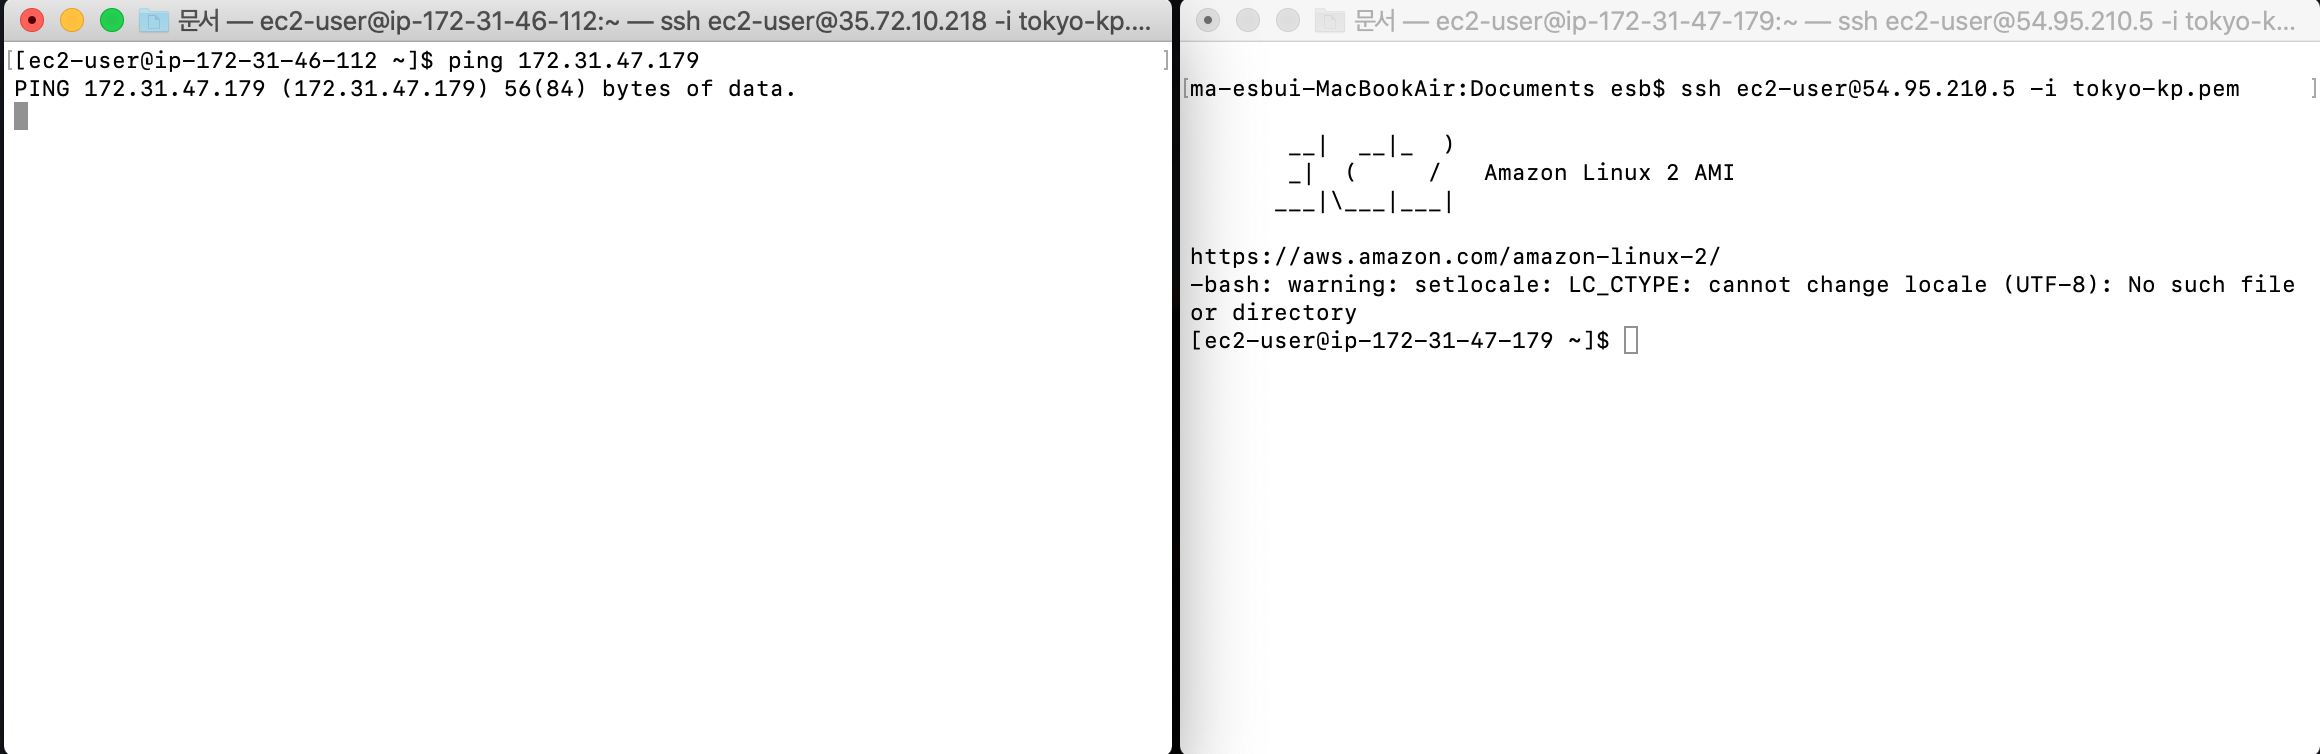 문서 — ec2-user@ip-172-31-46-112:~ — ssh ec2-user@35.72.10.218 -i tokyo-kp....
[[ec2-user@ip-172-31-46-112 ~]$ ping 172.31.47.179 ]
PING 172.31.47.179 (172.31.47.179) 56(84) bytes of data.
문서 — ec2-user@ip-172-31-47-179:~ — ssh ec2-user@54.95.210.5 -i tokyo-k...
[ma-esbui-MacBookAir:Documents esb$ ssh ec2-user@54.95.210.5 -i tokyo-kp.pem ]
       __|  __|_  )
       _|  (     /   Amazon Linux 2 AMI
      ___|\___|___|
https://aws.amazon.com/amazon-linux-2/
-bash: warning: setlocale: LC_CTYPE: cannot change locale (UTF-8): No such file
or directory
[ec2-user@ip-172-31-47-179 ~]$